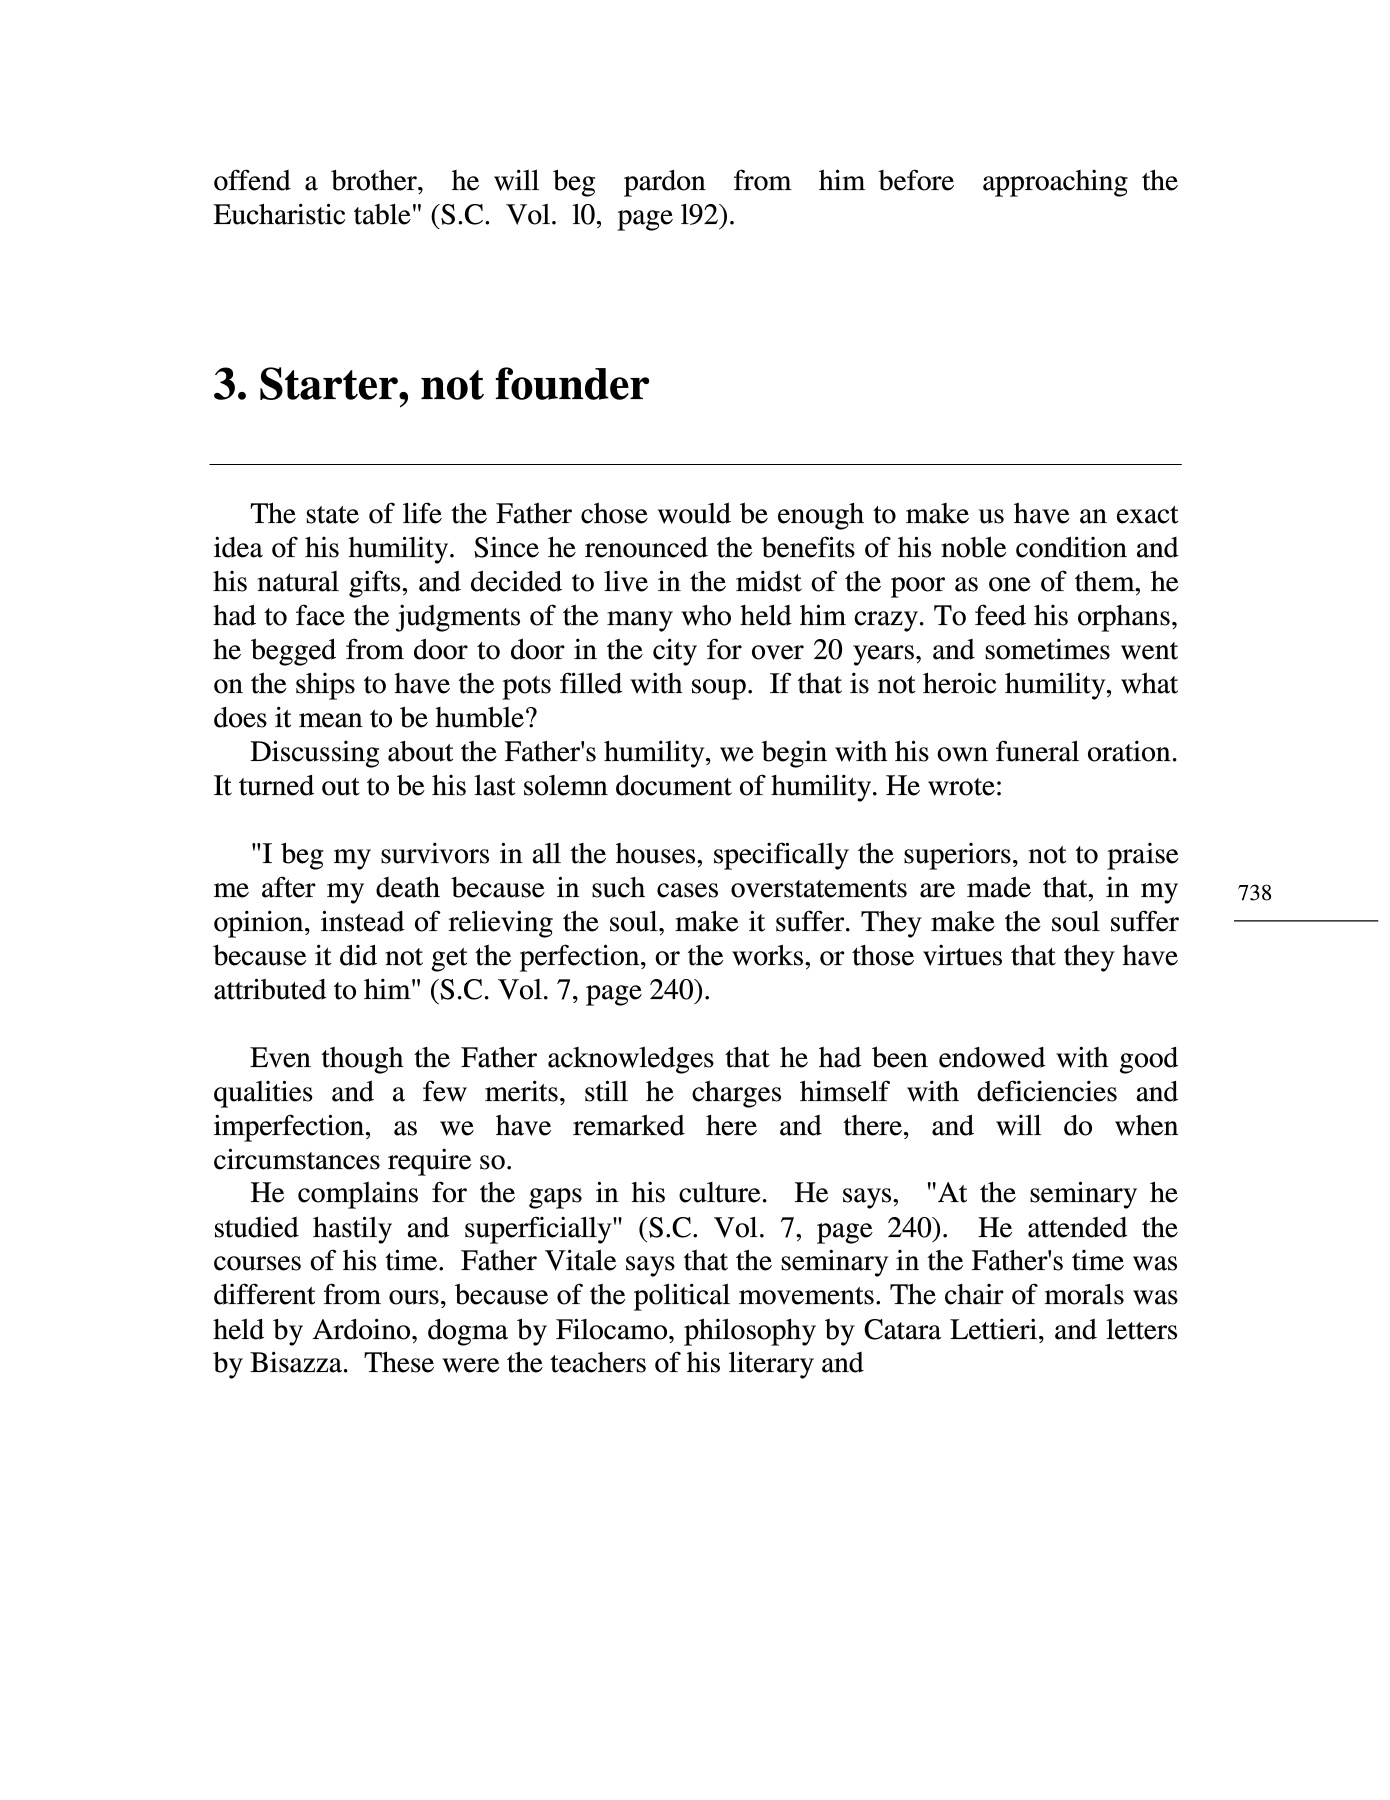 offend a brother, he will beg pardon from him before approaching the
Eucharistic table" (S.C. Vol. l0, page l92).
3. Starter, not founder
The state of life the Father chose would be enough to make us have an exact
idea of his humility. Since he renounced the benefits of his noble condition and
his natural gifts, and decided to live in the midst of the poor as one of them, he
had to face the judgments of the many who held him crazy. To feed his orphans,
he begged from door to door in the city for over 20 years, and sometimes went
on the ships to have the pots filled with soup. If that is not heroic humility, what
does it mean to be humble?
Discussing about the Father's humility, we begin with his own funeral oration.
It turned out to be his last solemn document of humility. He wrote:
"I beg my survivors in all the houses, specifically the superiors, not to praise
me after my death because in such cases overstatements are made that, in my
opinion, instead of relieving the soul, make it suffer. They make the soul suffer
because it did not get the perfection, or the works, or those virtues that they have
attributed to him" (S.C. Vol. 7, page 240).
738
Even though the Father acknowledges that he had been endowed with good
qualities and a few merits, still he charges himself with deficiencies and
imperfection, as we have remarked here and there, and will do when
circumstances require so.
He complains for the gaps in his culture. He says, "At the seminary he
studied hastily and superficially" (S.C. Vol. 7, page 240). He attended the
courses of his time. Father Vitale says that the seminary in the Father's time was
different from ours, because of the political movements. The chair of morals was
held by Ardoino, dogma by Filocamo, philosophy by Catara Lettieri, and letters
by Bisazza. These were the teachers of his literary and